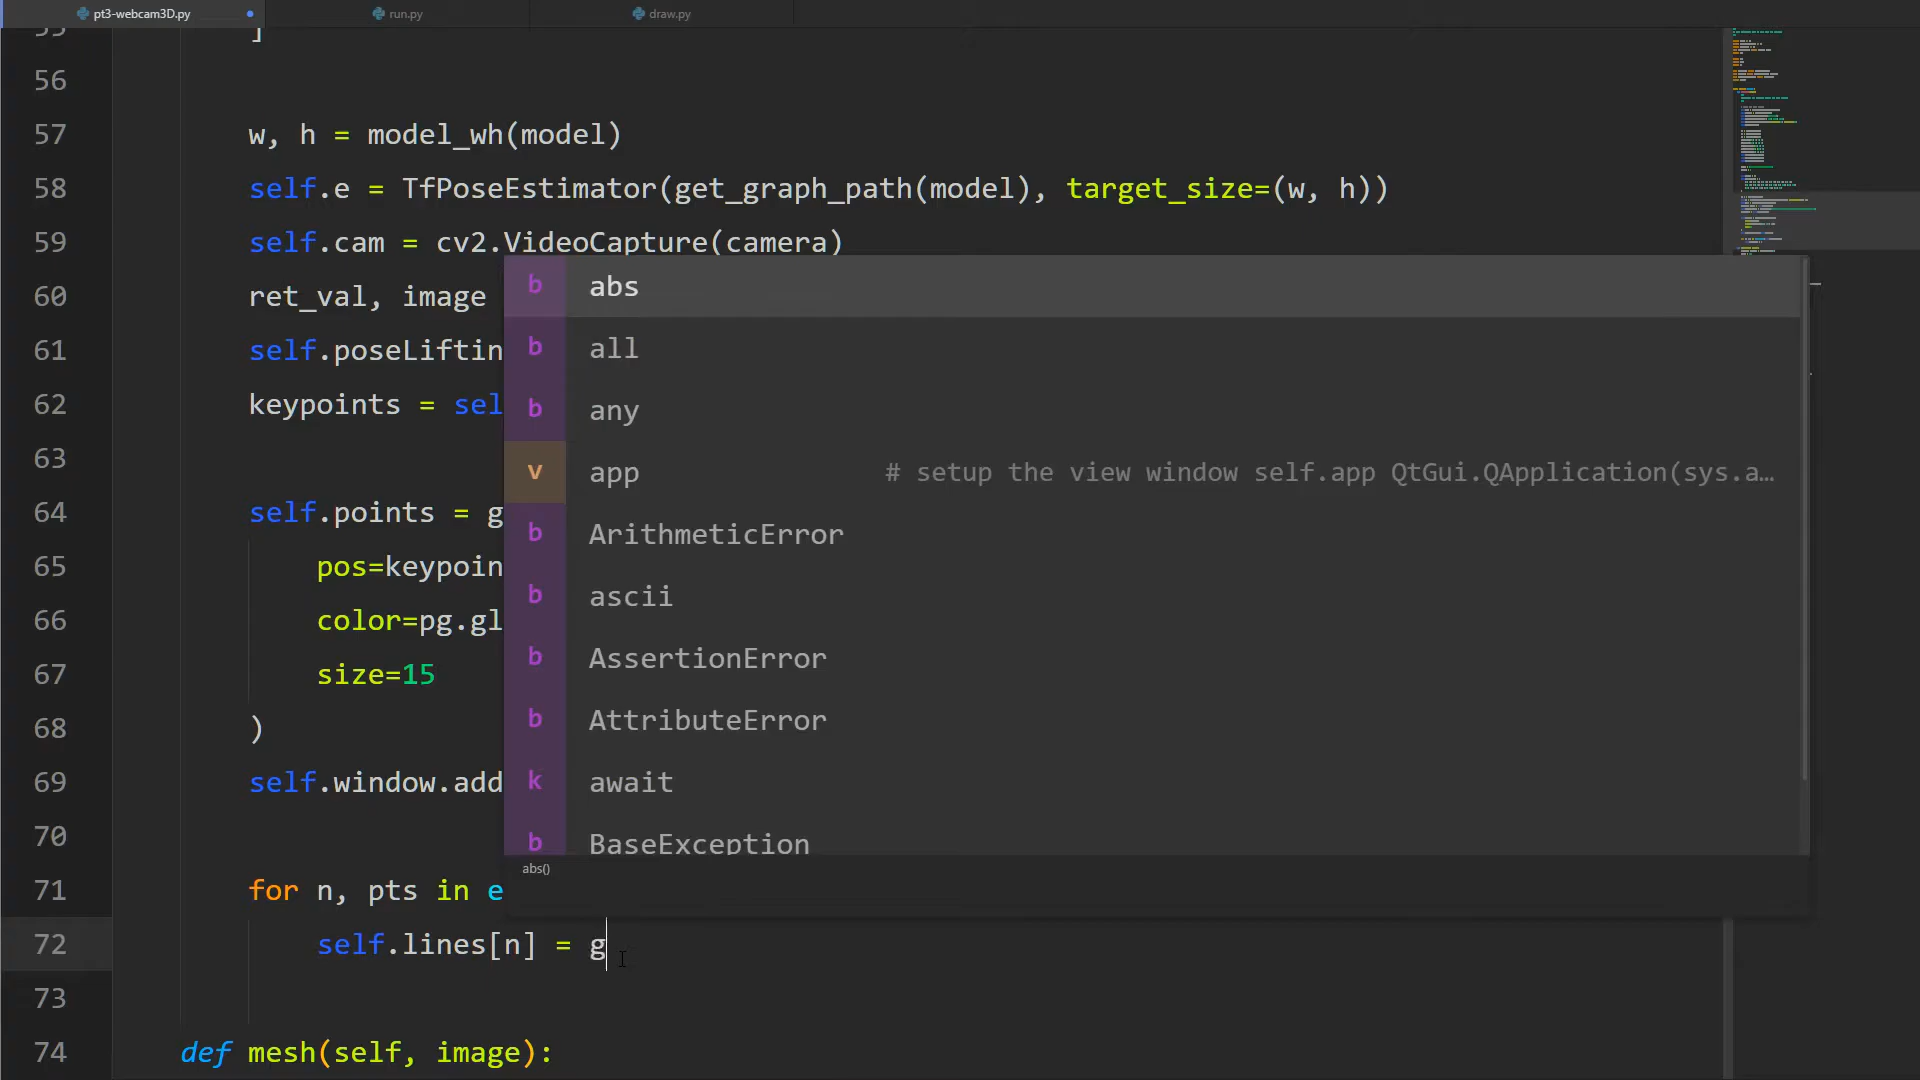 pt3-webcam3D.py run.py draw.py
55 ]
56
57 w, h = model_wh(model)
58 self.e = TfPoseEstimator(get_graph_path(model), target_size=(w, h))
59 self.cam = cv2.VideoCapture(camera)
60 ret_val, image
61 self.poseLiftin
62 keypoints = sel
63
64 self.points = g
65 pos=keypoin
66 color=pg.gl
67 size=15
68 )
69 self.window.add
70
71 for n, pts in e
72 self.lines[n] = g
73
74 def mesh(self, image):
b abs
b all
b any
v app # setup the view window self.app QtGui.QApplication(sys.a…
b ArithmeticError
b ascii
b AssertionError
b AttributeError
k await
b BaseException
abs()